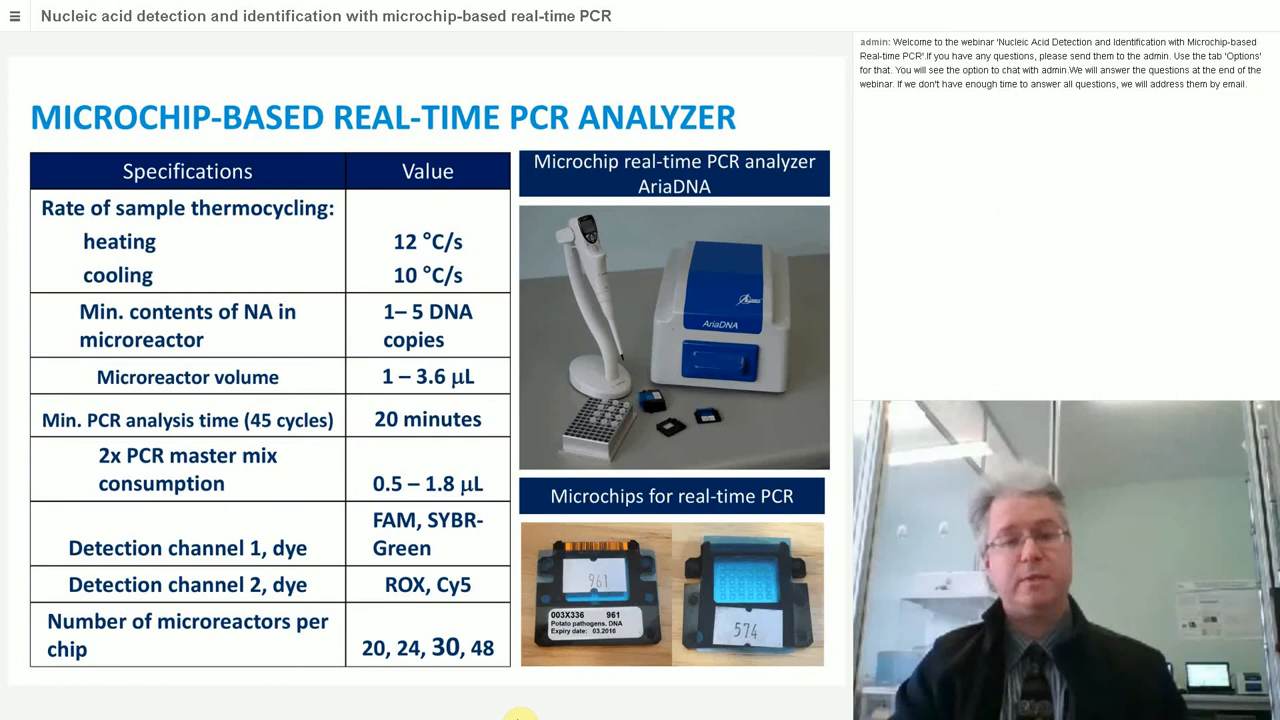 Nucleic acid detection and identification with microchip-based real-time PCR
admin: Welcome to the webinar 'Nucleic Acid Detection and Identification with Microchip-based
Real-time PCR'.If you have any questions, please send them to the admin. Use the tab 'Options'
for that. You will see the option to chat with admin.We will answer the questions at the end of the
webinar. If we don't have enough time to answer all questions, we will address them by email.
MICROCHIP-BASED REAL-TIME PCR ANALYZER
Specifications Value
Rate of sample thermocycling:
heating 12 °C/s
cooling 10 °C/s
Min. contents of NA in 1– 5 DNA
microreactor copies
Microreactor volume 1 – 3.6 μL
Min. PCR analysis time (45 cycles) 20 minutes
2x PCR master mix
consumption 0.5 – 1.8 μL
FAM, SYBR-
Detection channel 1, dye Green
Detection channel 2, dye ROX, Cy5
Number of microreactors per
chip 20, 24, 30, 48
Microchip real-time PCR analyzer
AriaDNA
AriaDNA
Microchips for real-time PCR
961
003X336 961
Potato pathogens. DNA
Expiry date: 03.2016
574